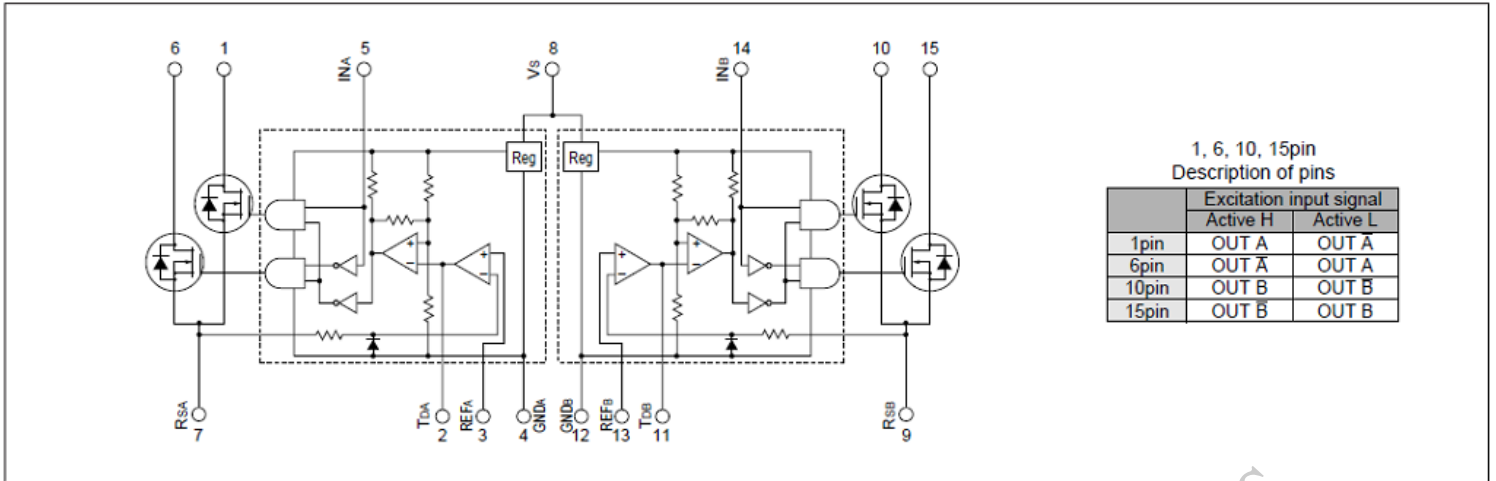 6 1 5 8 14 10 15
INA VS INB
Reg Reg
+ + + +
− − − −
RSA TDA REFA GNDA GNDB REFB TDB RSB
7 2 3 4 12 13 11 9
1, 6, 10, 15pin
Description of pins
Excitation input signal
Active H Active L
1pin OUT A OUT A̅
6pin OUT A̅ OUT A
10pin OUT B OUT B̅
15pin OUT B̅ OUT B